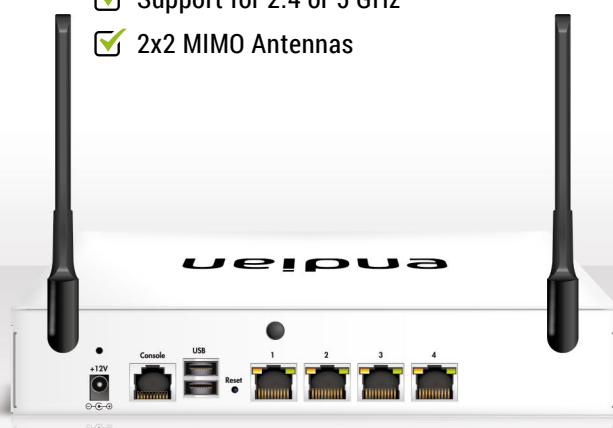 Support for 2.4 or 5 GHz
2x2 MIMO Antennas
endian
+12V
Console
USB
Reset
1
2
3
4